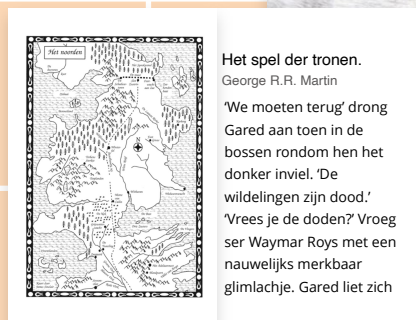 Het noorden
N
Het spel der tronen.
George R.R. Martin
‘We moeten terug’ drong
Gared aan toen in de
bossen rondom hen het
donker inviel. ‘De
wildelingen zijn dood.’
‘Vrees je de doden?’ Vroeg
ser Waymar Roys met een
nauwelijks merkbaar
glimlachje. Gared liet zich